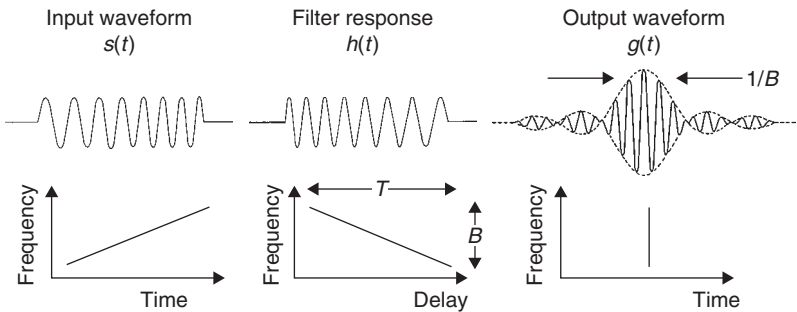 Input waveform
s(t)
Filter response
h(t)
Output waveform
g(t)
1/B
Frequency
Time
Frequency
T
B
Delay
Frequency
Time